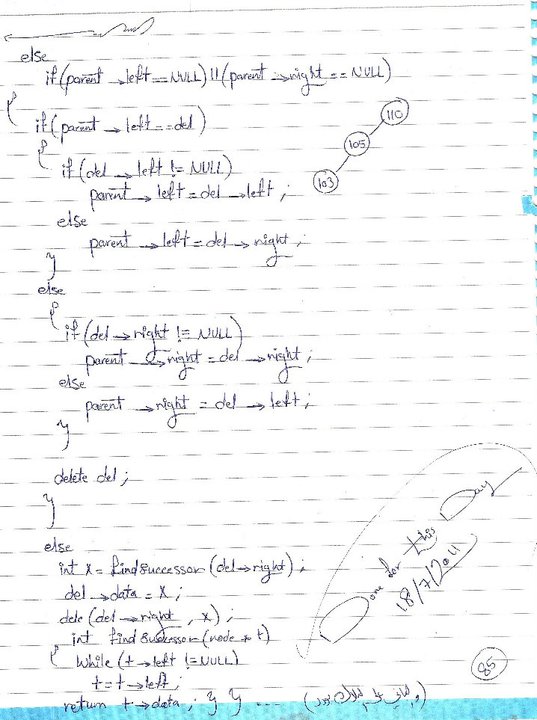 else
if (parent → left == NULL) || (parent → right == NULL)
{
if (parent → left == del)
{
if (del → left != NULL)
parent → left = del → left ;
else
parent → left = del → right ;
}
else
{
if (del → right != NULL)
parent → right = del → right ;
else
parent → right = del → left ;
}
delete del ;
}
else
int x = findsuccessor (del → right) ;
del → data = x ;
dele (del → right , x) ;
int findsuccessor (node * t)
{ while (t → left != NULL)
t = t → left ;
return t → data ; } } ....
110
105
103
Done for this Day
18/7/2011
85